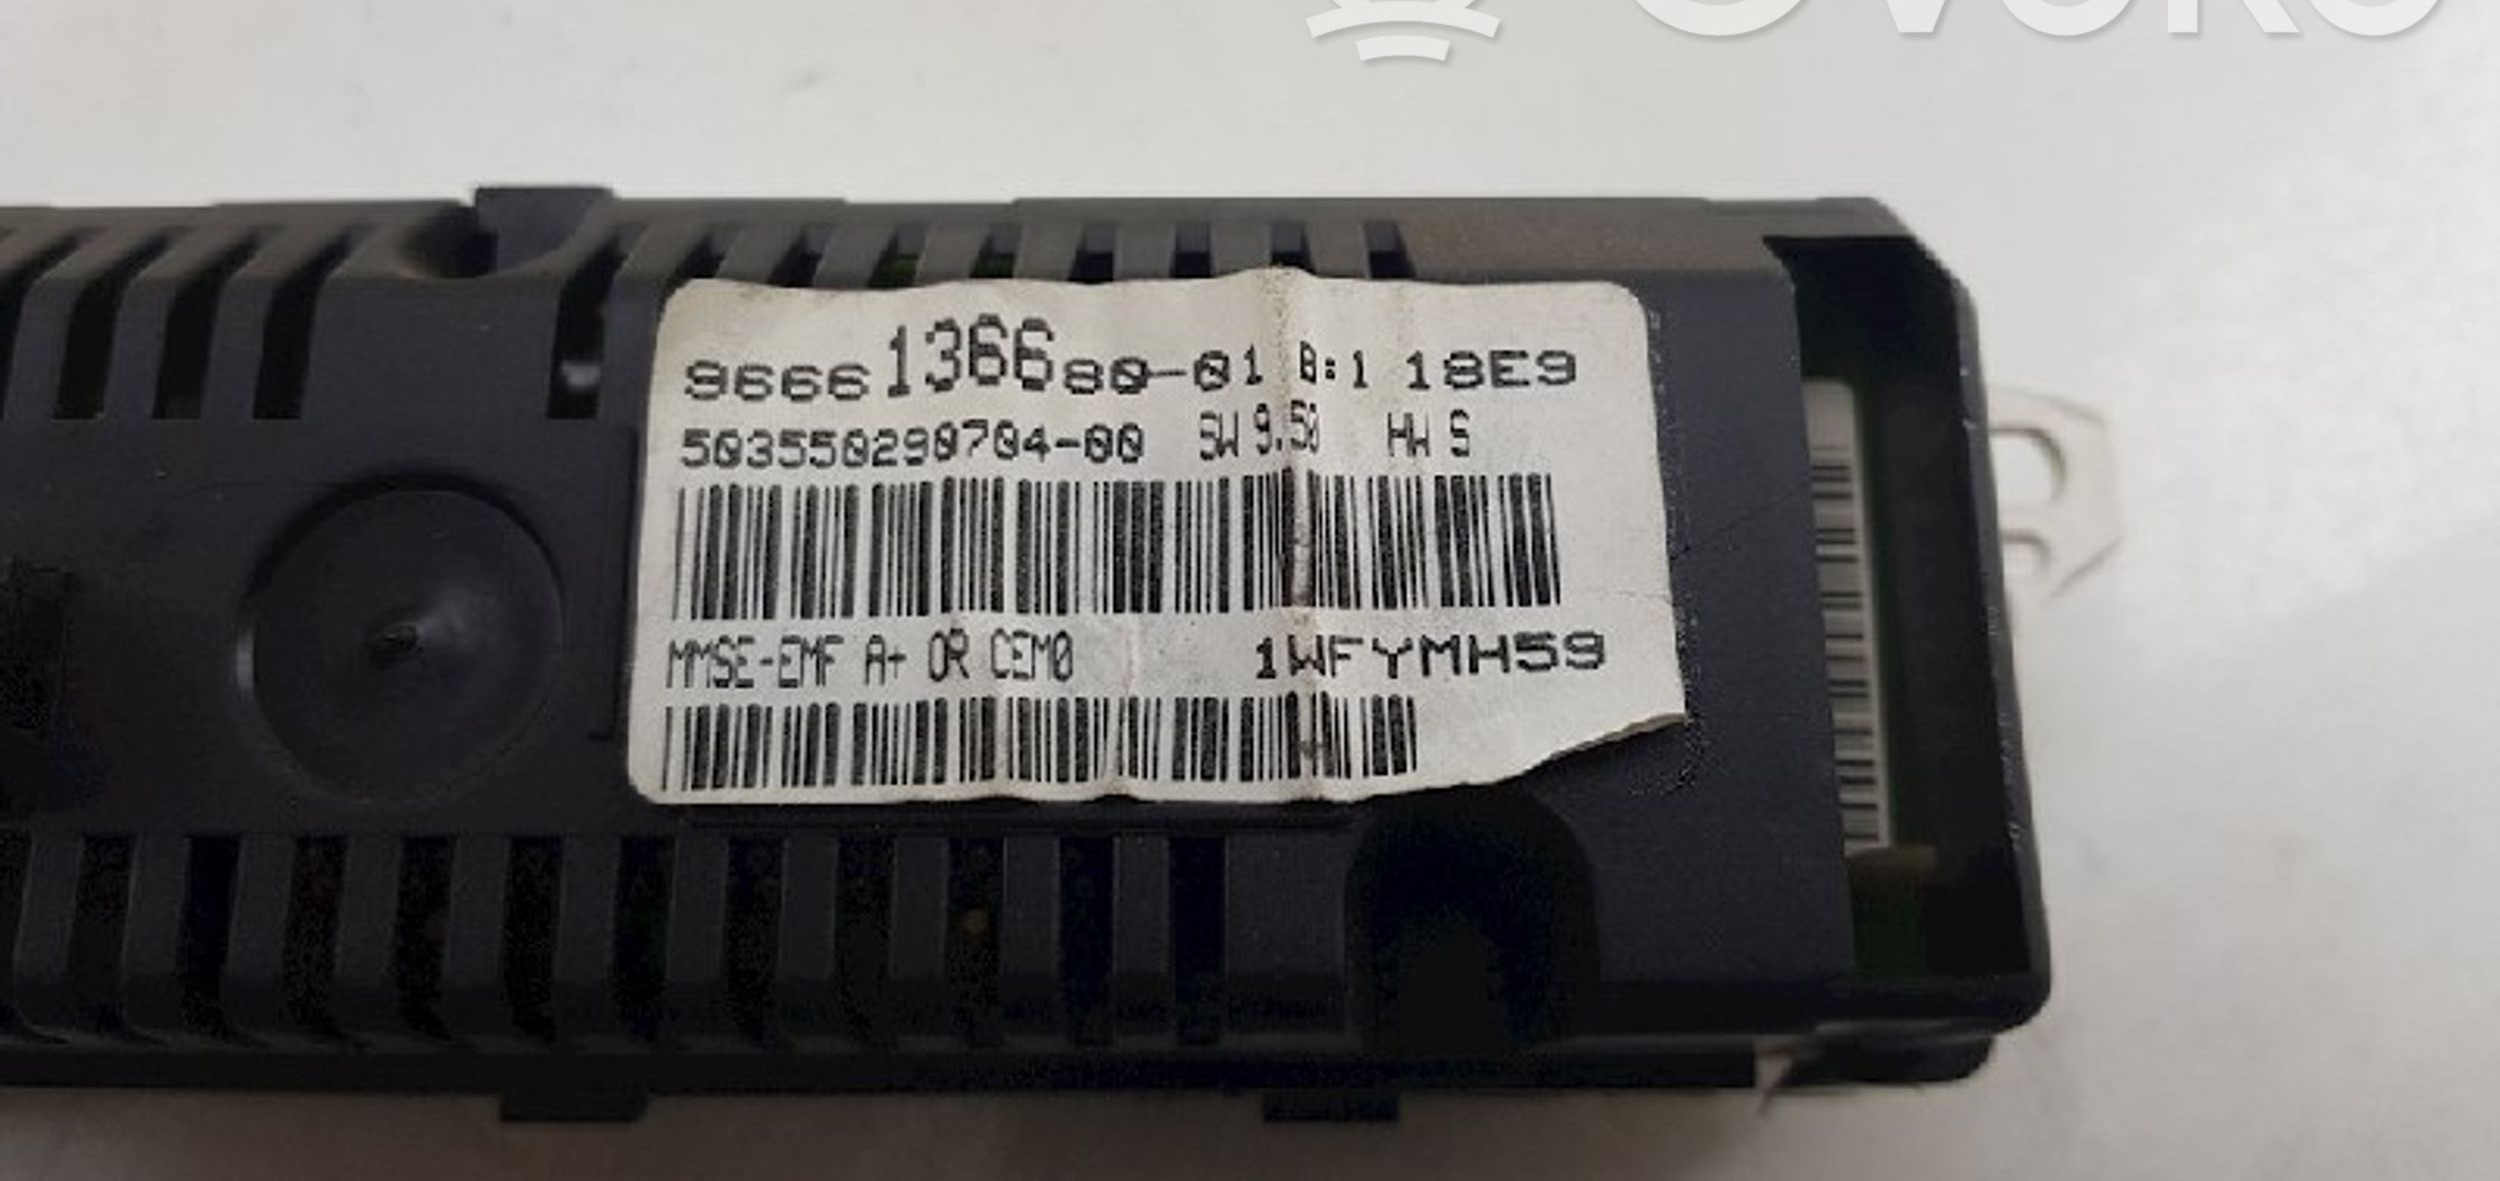 9666136680-01 B:1 18E9
503550290704-00 SW 9.50 HW S
MMSE-EMF A+ OR CEM0 1WFYMH59